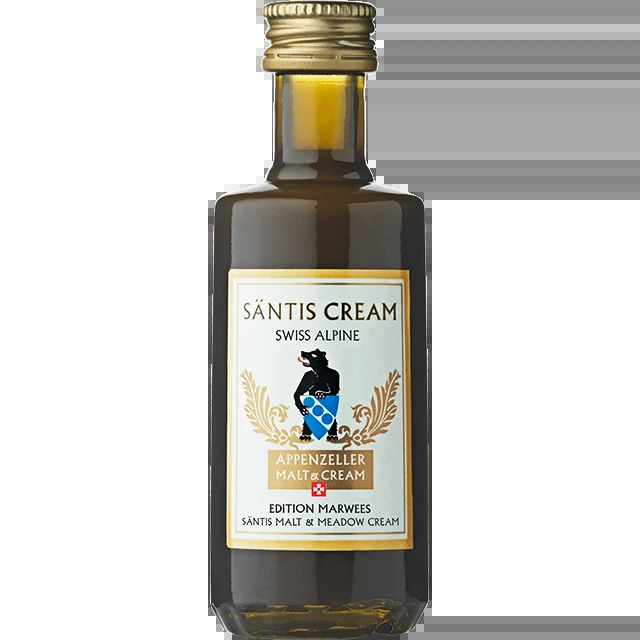 SÄNTIS CREAM
SWISS ALPINE
APPENZELLER
MALT & CREAM
EDITION MARWEES
SÄNTIS MALT & MEADOW CREAM